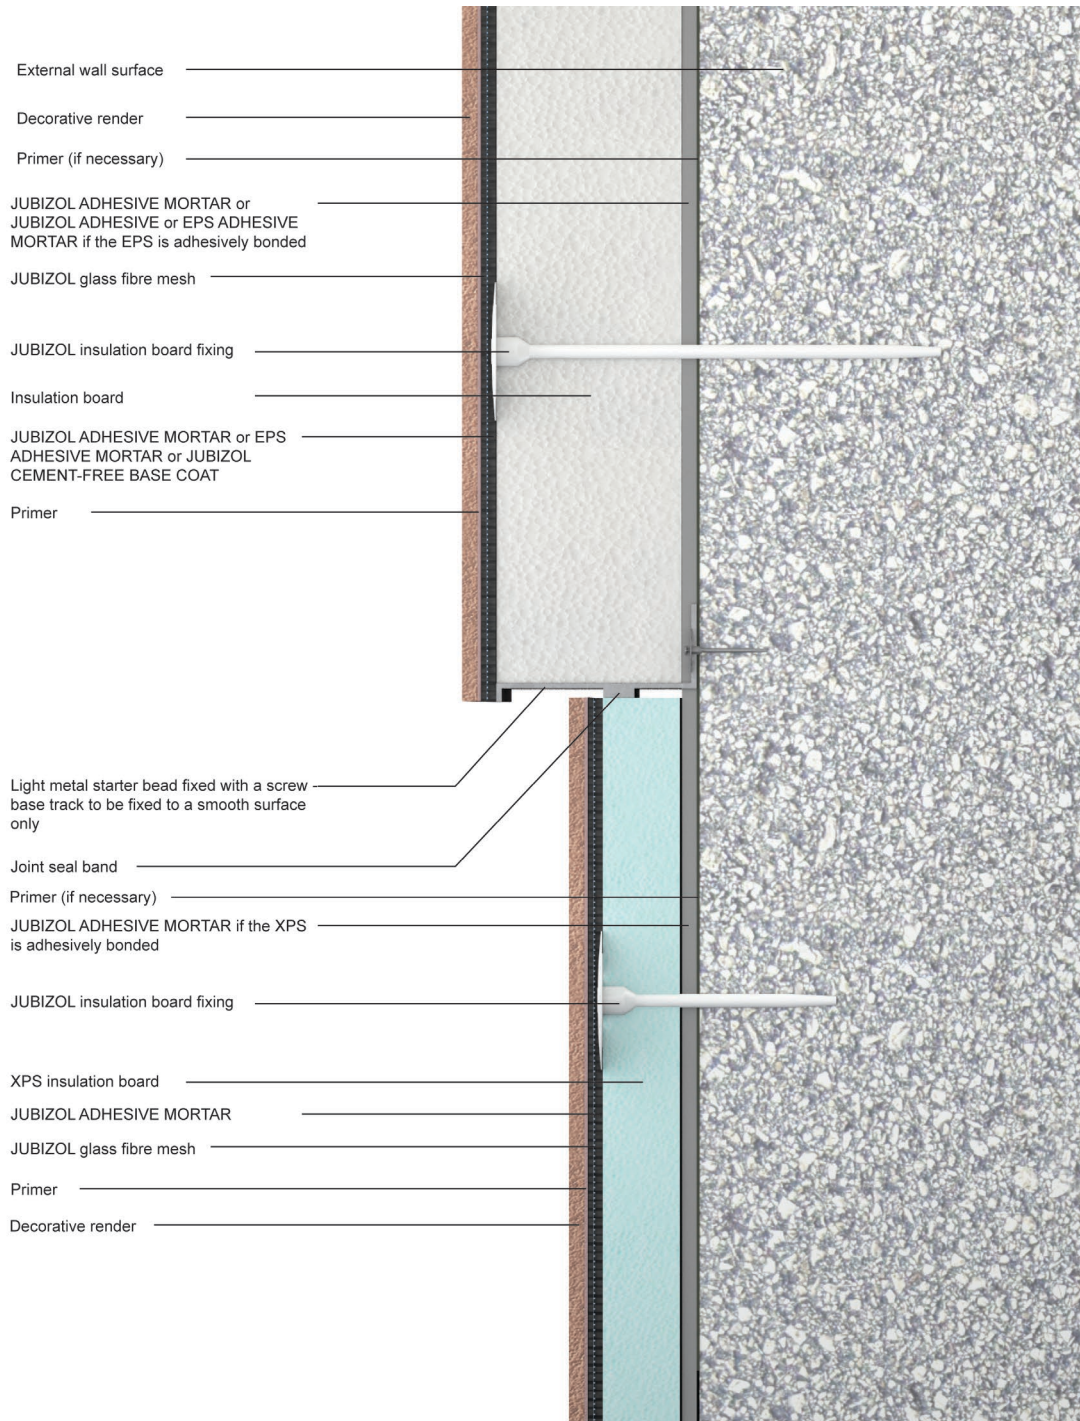 External wall surface
Decorative render
Primer (if necessary)
JUBIZOL ADHESIVE MORTAR or
JUBIZOL ADHESIVE or EPS ADHESIVE
MORTAR if the EPS is adhesively bonded
JUBIZOL glass fibre mesh
JUBIZOL insulation board fixing
Insulation board
JUBIZOL ADHESIVE MORTAR or EPS
ADHESIVE MORTAR or JUBIZOL
CEMENT-FREE BASE COAT
Primer
Light metal starter bead fixed with a screw -
base track to be fixed to a smooth surface
only
Joint seal band
Primer (if necessary)
JUBIZOL ADHESIVE MORTAR if the XPS
is adhesively bonded
JUBIZOL insulation board fixing
XPS insulation board
JUBIZOL ADHESIVE MORTAR
JUBIZOL glass fibre mesh
Primer
Decorative render